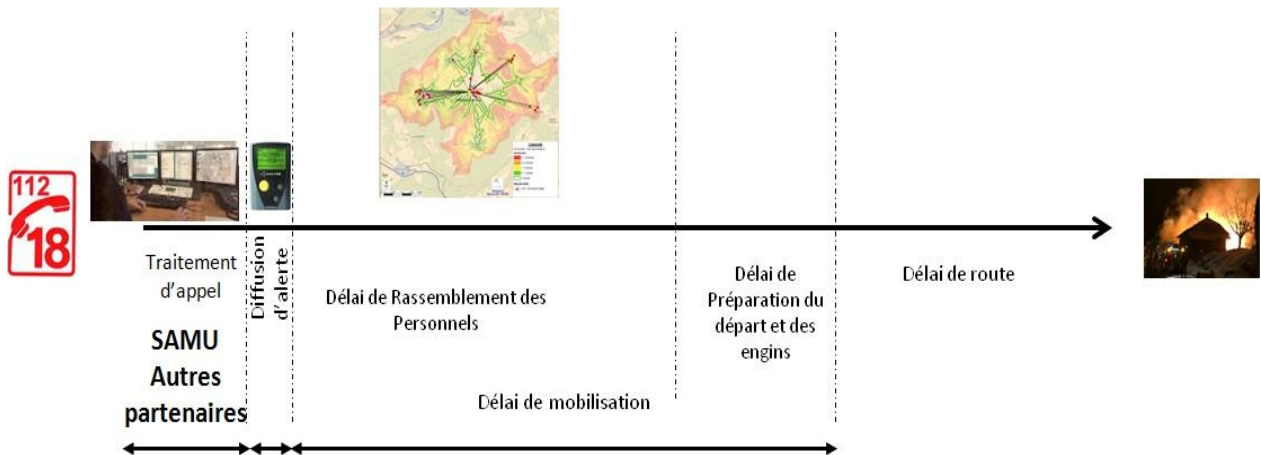 112
18
Traitement
d'appel
SAMU
Autres
partenaires
Diffusion
d'alerte
Délai de Rassemblement des
Personnels
Délai de
Préparation du
départ et des
engins
Délai de mobilisation
Délai de route